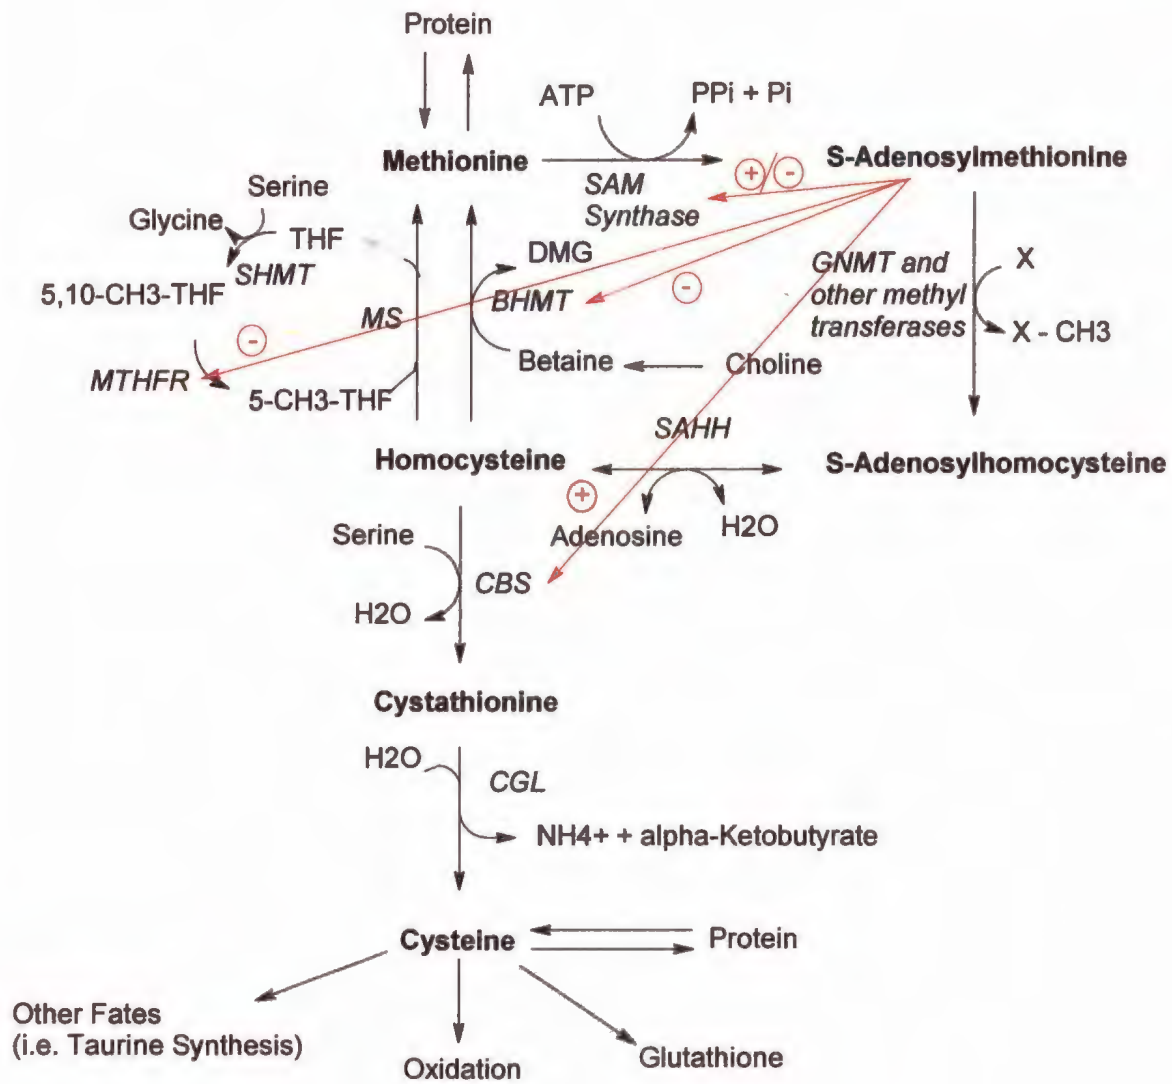 Protein
ATP
PPi + Pi
Methionine
S-Adenosylmethionine
+/-
SAM
Synthase
Serine
Glycine
THF
SHMT
5,10-CH3-THF
DMG
BHMT
-
GNMT and
other methyl
transferases
X
X - CH3
MS
-
MTHFR
5-CH3-THF
Betaine
Choline
SAHH
Homocysteine
S-Adenosylhomocysteine
+
Adenosine
H2O
Serine
CBS
H2O
Cystathionine
H2O
CGL
NH4+ + alpha-Ketobutyrate
Cysteine
Protein
Other Fates
(i.e. Taurine Synthesis)
Oxidation
Glutathione